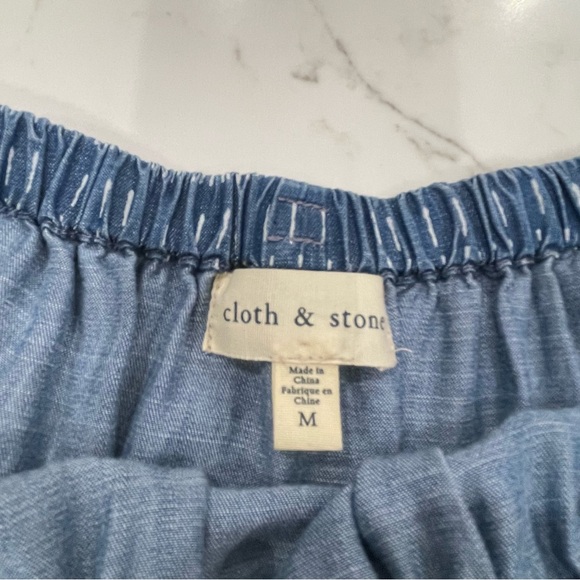 cloth & stone
Made in
China
Fabrique en
Chine
M